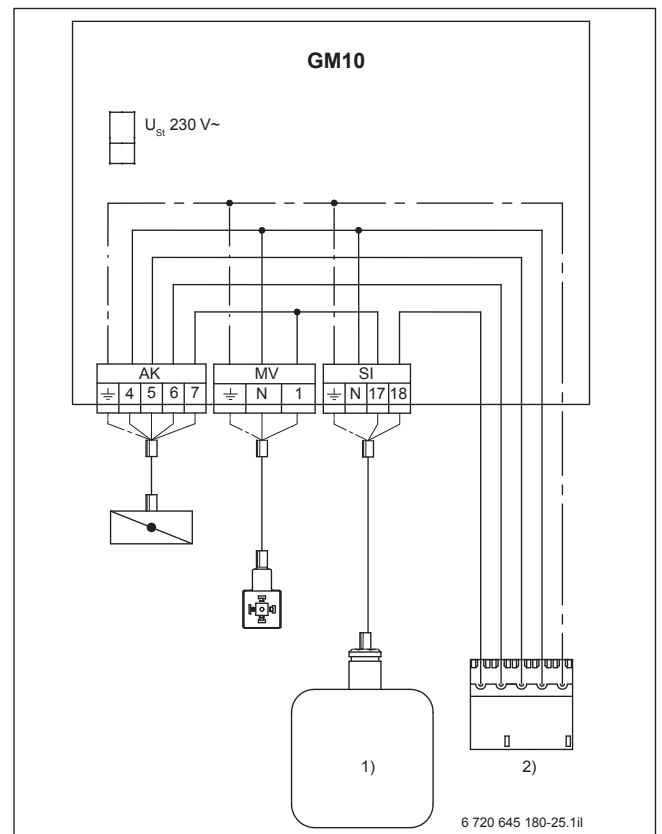 GM10
U_St 230 V~
AK MV SI
⏚ 4 5 6 7 ⏚ N 1 ⏚ N 17 18
1) 2)
6 720 645 180-25.1il